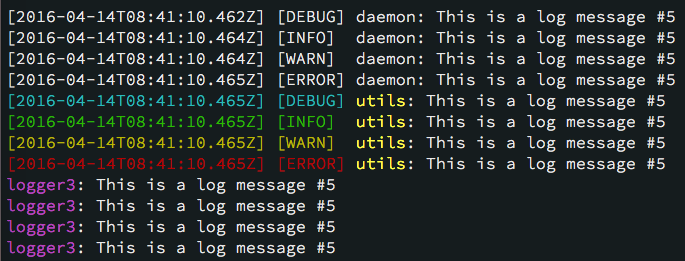 [2016-04-14T08:41:10.462Z] [DEBUG] daemon: This is a log message #5
[2016-04-14T08:41:10.464Z] [INFO]  daemon: This is a log message #5
[2016-04-14T08:41:10.464Z] [WARN]  daemon: This is a log message #5
[2016-04-14T08:41:10.465Z] [ERROR] daemon: This is a log message #5
[2016-04-14T08:41:10.465Z] [DEBUG] utils: This is a log message #5
[2016-04-14T08:41:10.465Z] [INFO]  utils: This is a log message #5
[2016-04-14T08:41:10.465Z] [WARN]  utils: This is a log message #5
[2016-04-14T08:41:10.465Z] [ERROR] utils: This is a log message #5
logger3: This is a log message #5
logger3: This is a log message #5
logger3: This is a log message #5
logger3: This is a log message #5